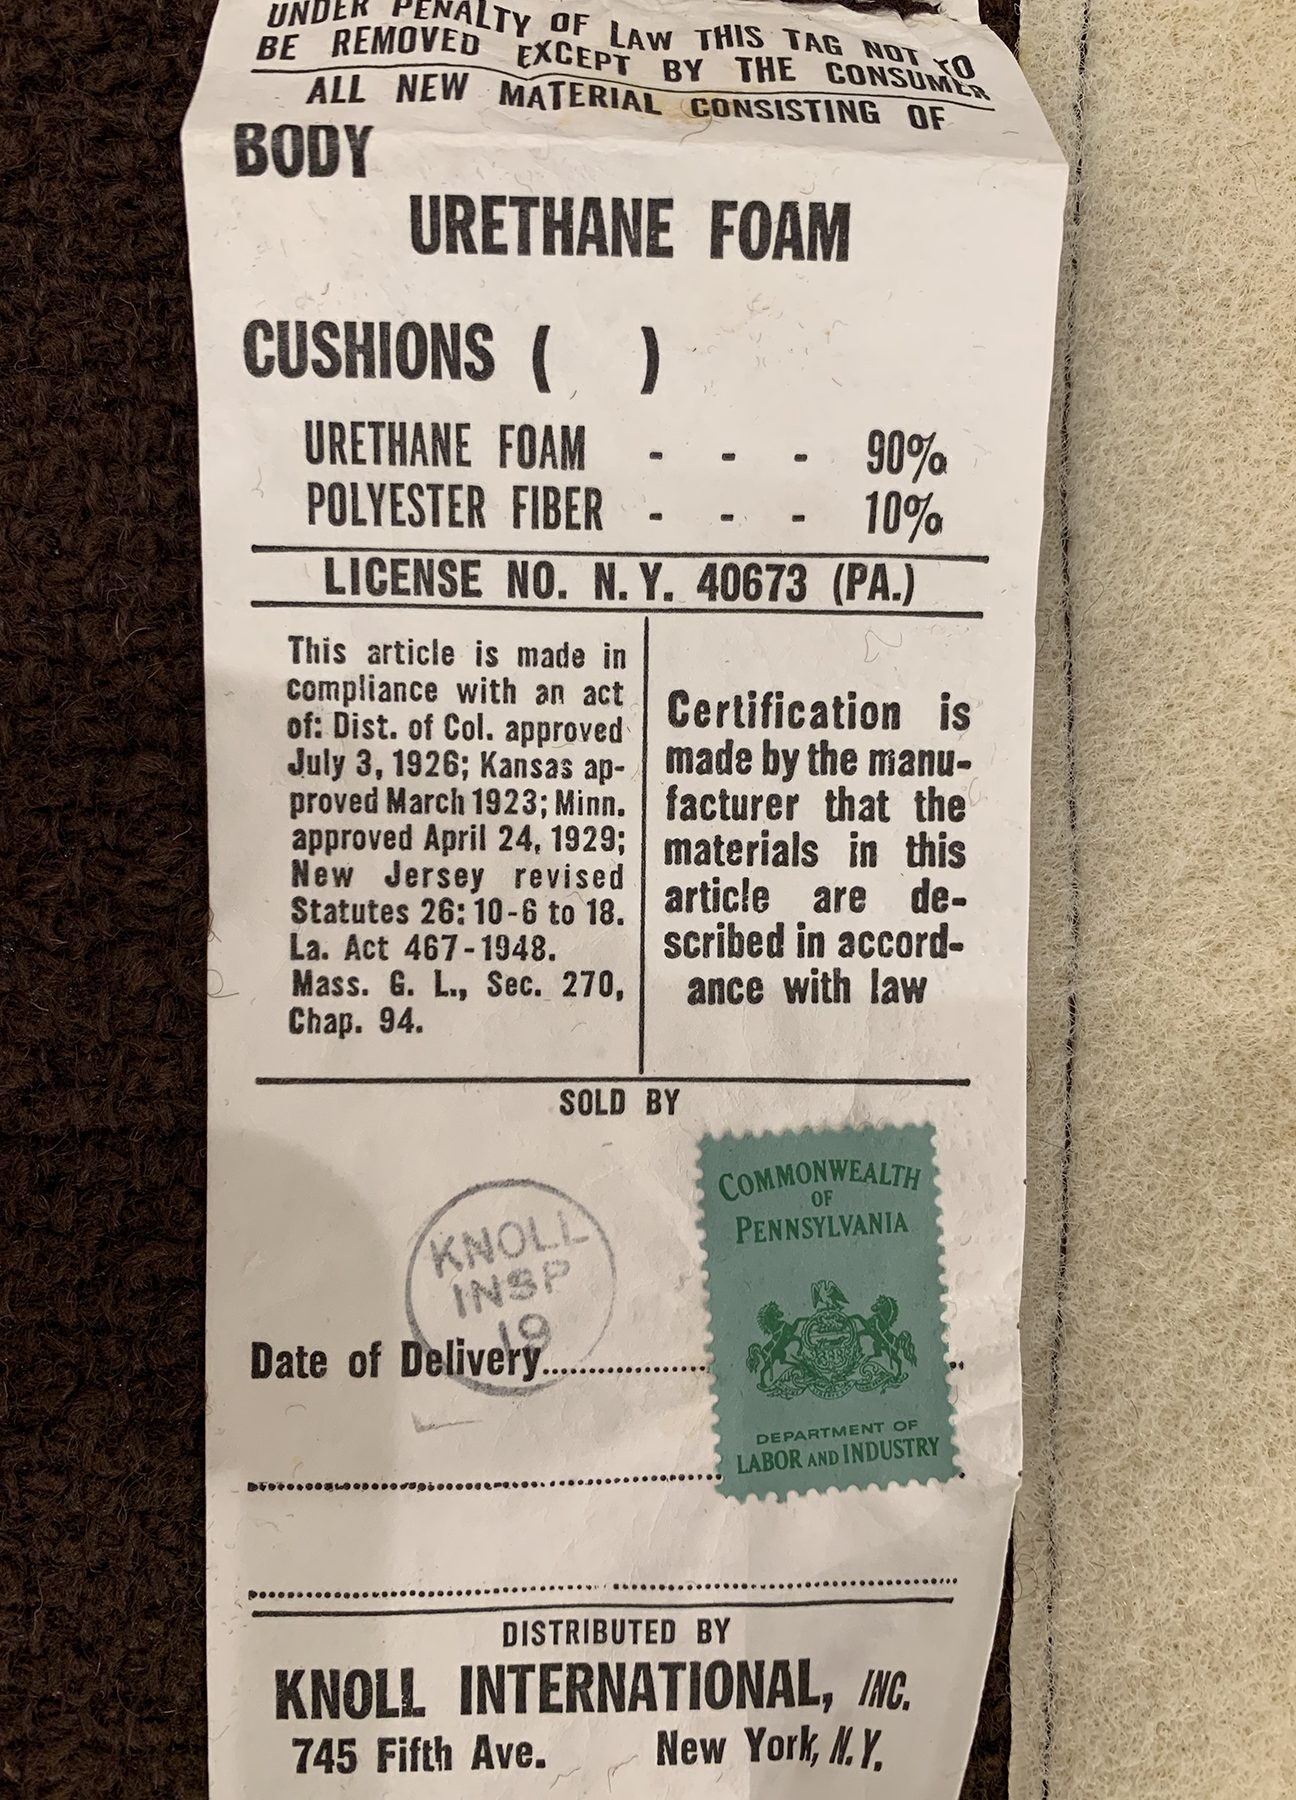 UNDER PENALTY OF LAW THIS TAG NOT TO
BE REMOVED EXCEPT BY THE CONSUMER
ALL NEW MATERIAL CONSISTING OF
BODY
URETHANE FOAM
CUSHIONS ( )
URETHANE FOAM - - - 90%
POLYESTER FIBER - - - 10%
LICENSE NO. N.Y. 40673 (PA.)
This article is made in
compliance with an act
of: Dist. of Col. approved
July 3, 1926; Kansas ap-
proved March 1923; Minn.
approved April 24, 1929;
New Jersey revised
Statutes 26: 10-6 to 18.
La. Act 467-1948.
Mass. G. L., Sec. 270,
Chap. 94.
Certification is
made by the manu-
facturer that the
materials in this
article are de-
scribed in accord-
ance with law
SOLD BY
KNOLL
INSP
19
COMMONWEALTH
OF
PENNSYLVANIA
DEPARTMENT OF
LABOR AND INDUSTRY
Date of Delivery
DISTRIBUTED BY
KNOLL INTERNATIONAL, INC.
745 Fifth Ave. New York, N.Y.